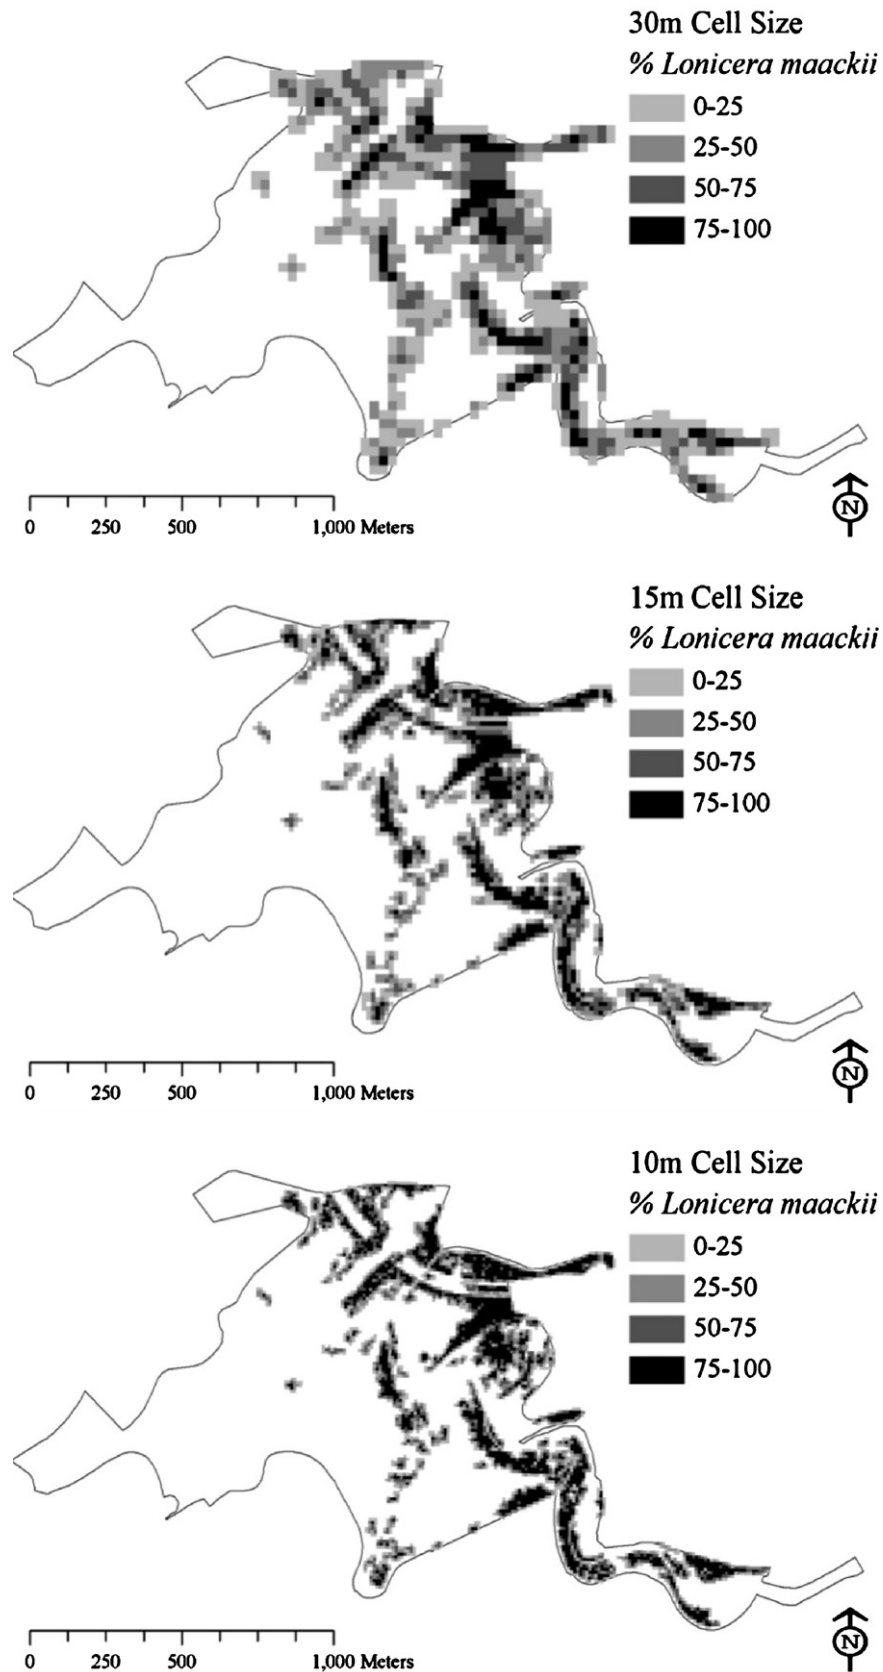 30m Cell Size
% Lonicera maackii
0-25
25-50
50-75
75-100
N
0 250 500 1,000 Meters
15m Cell Size
% Lonicera maackii
0-25
25-50
50-75
75-100
N
0 250 500 1,000 Meters
10m Cell Size
% Lonicera maackii
0-25
25-50
50-75
75-100
N
0 250 500 1,000 Meters